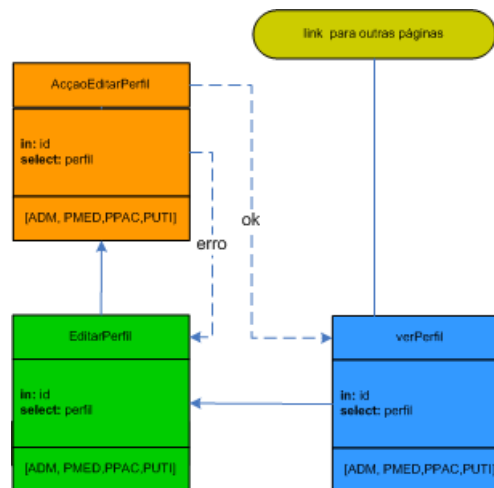 link  para outras páginas
AcçaoEditarPerfil
in: id
select: perfil
[ADM, PMED,PPAC,PUTI]
erro
ok
EditarPerfil
in: id
select: perfil
[ADM, PMED,PPAC,PUTI]
verPerfil
in: id
select: perfil
[ADM, PMED,PPAC,PUTI]